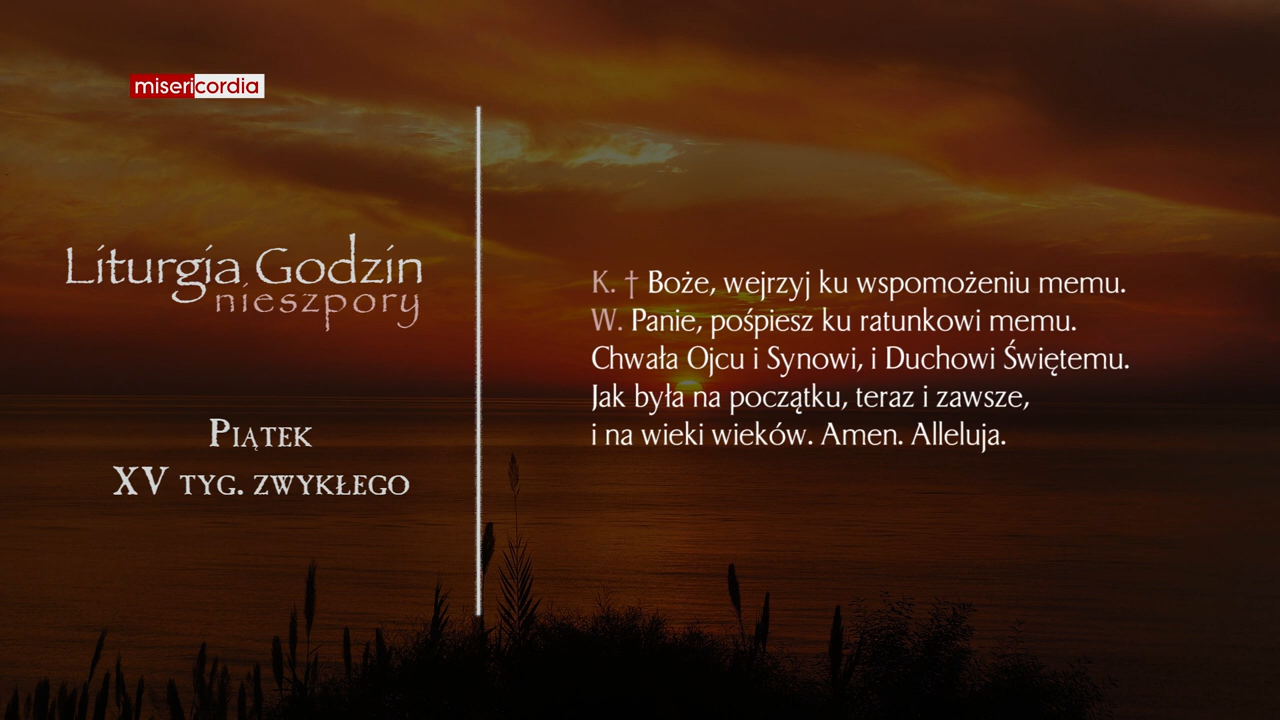 misericordia
Liturgia Godzin
nieszpory
Piątek
XV tyg. zwykłego
K. † Boże, wejrzyj ku wspomożeniu memu.
W. Panie, pośpiesz ku ratunkowi memu.
Chwała Ojcu i Synowi, i Duchowi Świętemu.
Jak była na początku, teraz i zawsze,
i na wieki wieków. Amen. Alleluja.